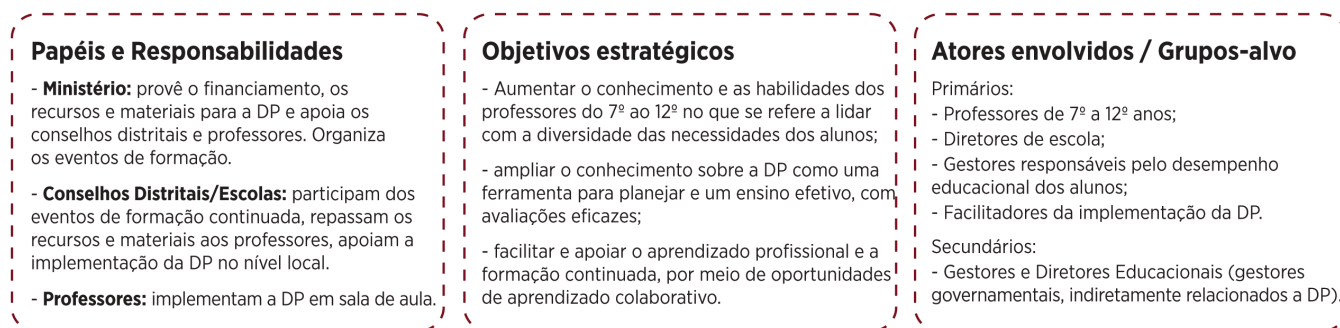 Papéis e Responsabilidades
- Ministério: provê o financiamento, os
recursos e materiais para a DP e apoia os
conselhos distritais e professores. Organiza
os eventos de formação.
- Conselhos Distritais/Escolas: participam dos
eventos de formação continuada, repassam os
recursos e materiais aos professores, apoiam a
implementação da DP no nível local.
- Professores: implementam a DP em sala de aula.
Objetivos estratégicos
- Aumentar o conhecimento e as habilidades dos
professores do 7º ao 12º no que se refere a lidar
com a diversidade das necessidades dos alunos;
- ampliar o conhecimento sobre a DP como uma
ferramenta para planejar e um ensino efetivo, com
avaliações eficazes;
- facilitar e apoiar o aprendizado profissional e a
formação continuada, por meio de oportunidades
de aprendizado colaborativo.
Atores envolvidos / Grupos-alvo
Primários:
- Professores de 7º a 12º anos;
- Diretores de escola;
- Gestores responsáveis pelo desempenho
educacional dos alunos;
- Facilitadores da implementação da DP.
Secundários:
- Gestores e Diretores Educacionais (gestores
governamentais, indiretamente relacionados a DP).